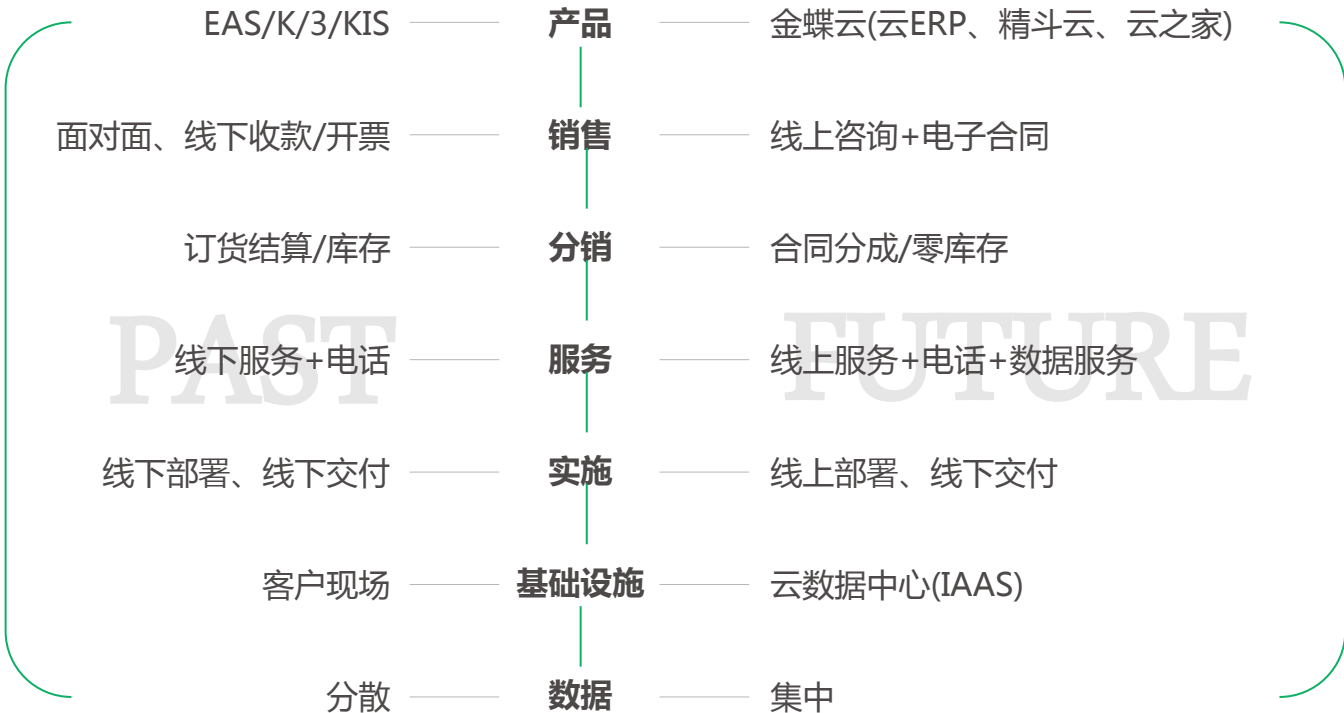 EAS/K/3/KIS 产品 金蝶云(云ERP、精斗云、云之家)
面对面、线下收款/开票 销售 线上咨询+电子合同
订货结算/库存 分销 合同分成/零库存
PAST FUTURE
线下服务+电话 服务 线上服务+电话+数据服务
线下部署、线下交付 实施 线上部署、线下交付
客户现场 基础设施 云数据中心(IAAS)
分散 数据 集中